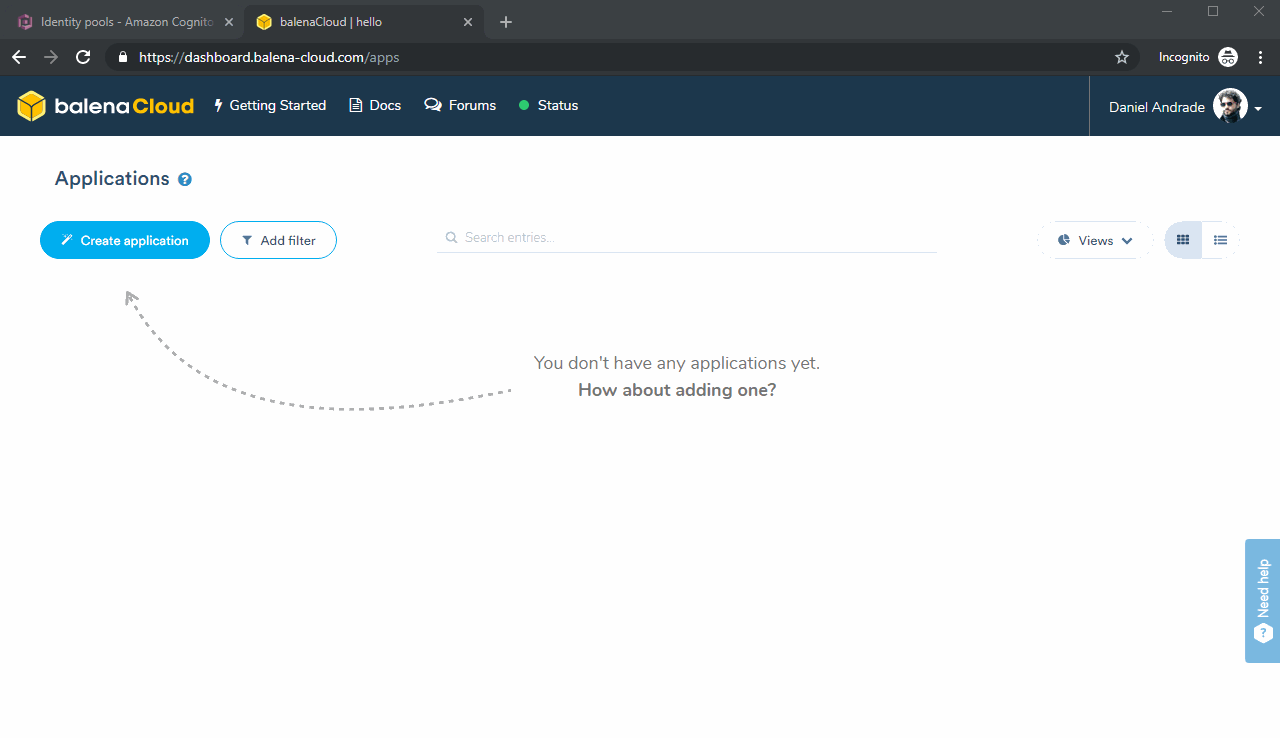 Identity pools - Amazon Cognito
balenaCloud | hello
https://dashboard.balena-cloud.com/apps
Incognito
balenaCloud
Getting Started
Docs
Forums
Status
Daniel Andrade
Applications ?
Create application
Add filter
Search entries...
Views
You don't have any applications yet.
How about adding one?
Need help
?